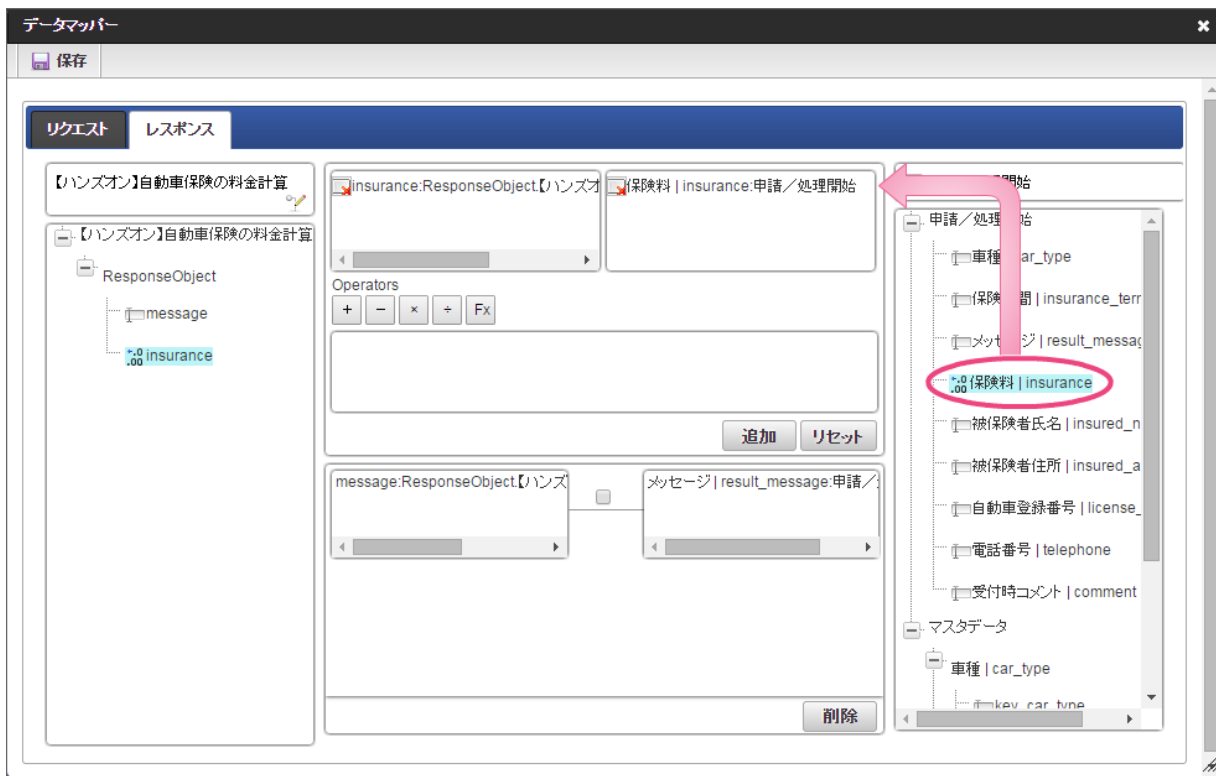 データマッパー
保存
リクエスト
レスポンス
【ハンズオン】自動車保険の料金計算
【ハンズオン】自動車保険の料金計算
ResponseObject
message
insurance
insurance:ResponseObject.【ハンズオ
保険料 | insurance:申請／処理開始
Operators
+ − × ÷ Fx
追加
リセット
message:ResponseObject.【ハンズ
メッセージ | result_message:申請／
削除
申請／処理
車種
ar_type
保険
間 | insurance_terr
メッセージ | result_messag
保険料 | insurance
被保険者氏名 | insured_n
被保険者住所 | insured_a
自動車登録番号 | license_
電話番号 | telephone
受付時コメント | comment
マスタデータ
車種 | car_type
key_car_type